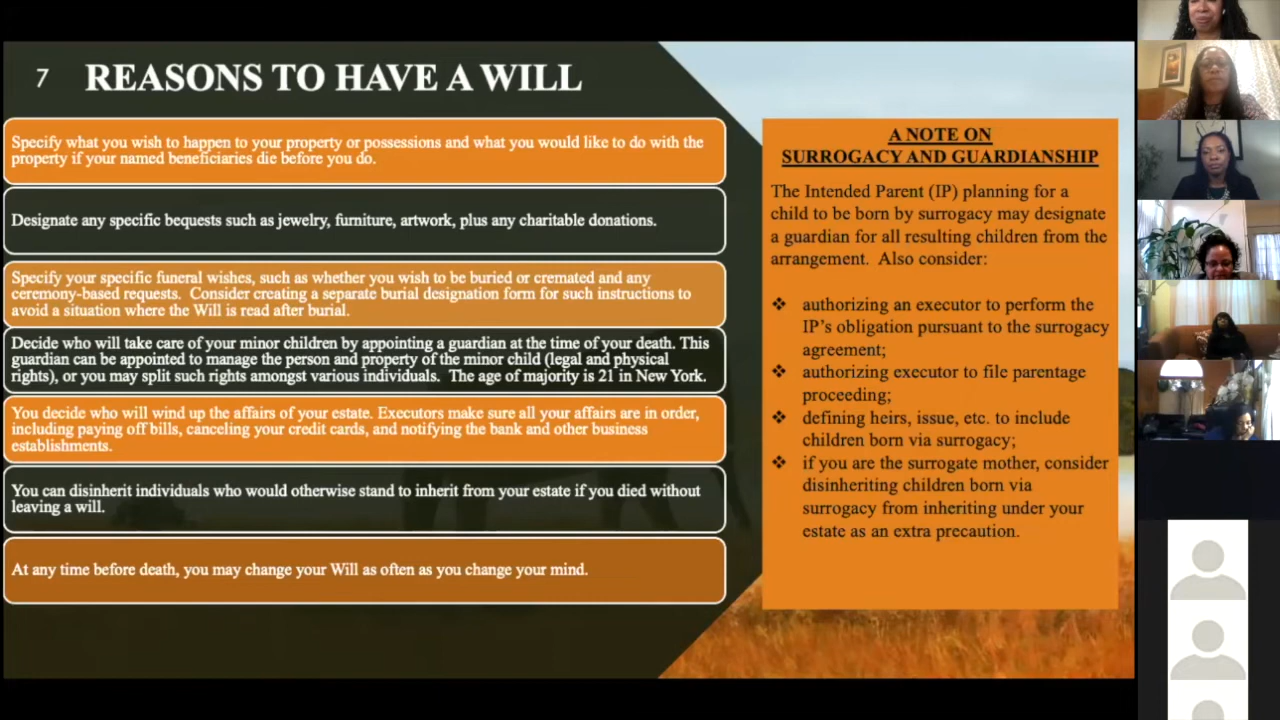 7 REASONS TO HAVE A WILL
Specify what you wish to happen to your property or possessions and what you would like to do with the
property if your named beneficiaries die before you do.
Designate any specific bequests such as jewelry, furniture, artwork, plus any charitable donations.
Specify your specific funeral wishes, such as whether you wish to be buried or cremated and any
ceremony-based requests. Consider creating a separate burial designation form for such instructions to
avoid a situation where the Will is read after burial.
Decide who will take care of your minor children by appointing a guardian at the time of your death. This
guardian can be appointed to manage the person and property of the minor child (legal and physical
rights), or you may split such rights amongst various individuals. The age of majority is 21 in New York.
You decide who will wind up the affairs of your estate. Executors make sure all your affairs are in order,
including paying off bills, canceling your credit cards, and notifying the bank and other business
establishments.
You can disinherit individuals who would otherwise stand to inherit from your estate if you died without
leaving a will.
At any time before death, you may change your Will as often as you change your mind.
A NOTE ON
SURROGACY AND GUARDIANSHIP
The Intended Parent (IP) planning for a
child to be born by surrogacy may designate
a guardian for all resulting children from the
arrangement. Also consider:
❖ authorizing an executor to perform the
IP's obligation pursuant to the surrogacy
agreement;
❖ authorizing executor to file parentage
proceeding;
❖ defining heirs, issue, etc. to include
children born via surrogacy;
❖ if you are the surrogate mother, consider
disinheriting children born via
surrogacy from inheriting under your
estate as an extra precaution.